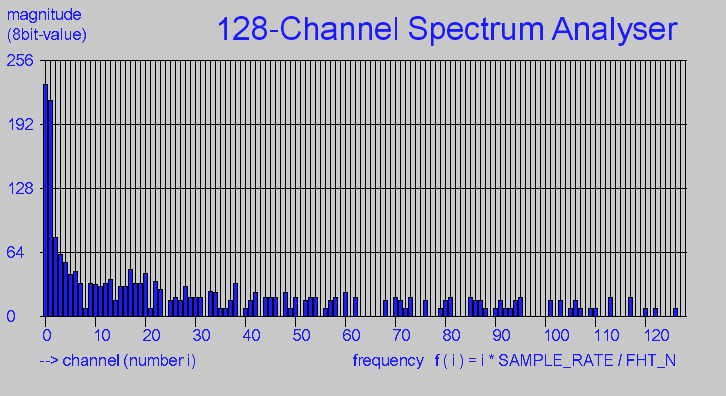 magnitude
(8bit-value)
128-Channel Spectrum Analyser
256
192
128
64
0
0 10 20 30 40 50 60 70 80 90 100 110 120
--> channel (number i)
frequency f ( i ) = i * SAMPLE_RATE / FHT_N